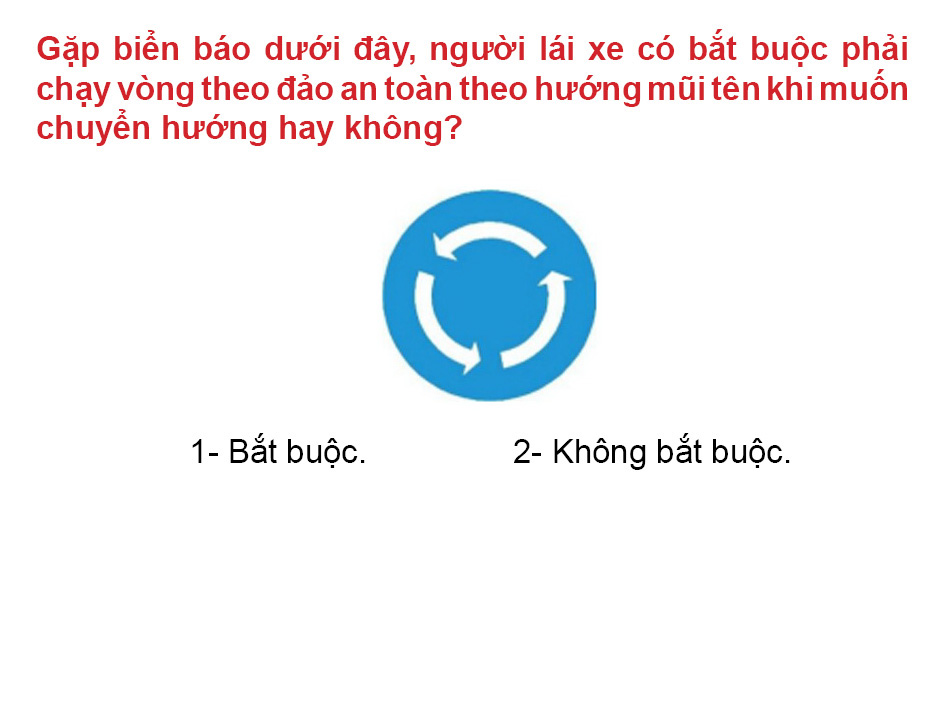 Gặp biển báo dưới đây, người lái xe có bắt buộc phải
chạy vòng theo đảo an toàn theo hướng mũi tên khi muốn
chuyển hướng hay không?
1- Bắt buộc. 2- Không bắt buộc.